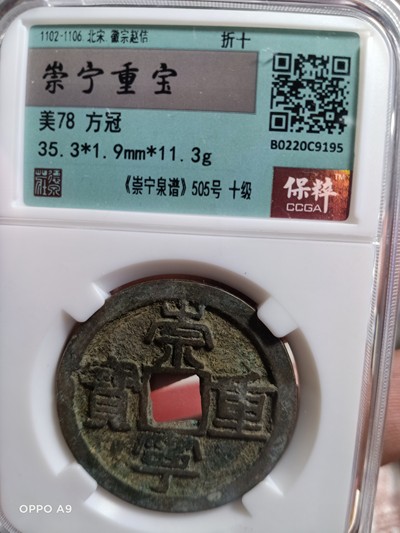 1102-1106 北宋 徽宗赵佶
折十
崇宁重宝
美78 方冠
35.3*1.9mm*11.3g
B0220C9195
《崇宁泉谱》505号 十级
保粹 TM
CCGA
崇
寶 重
寧
OPPO A9